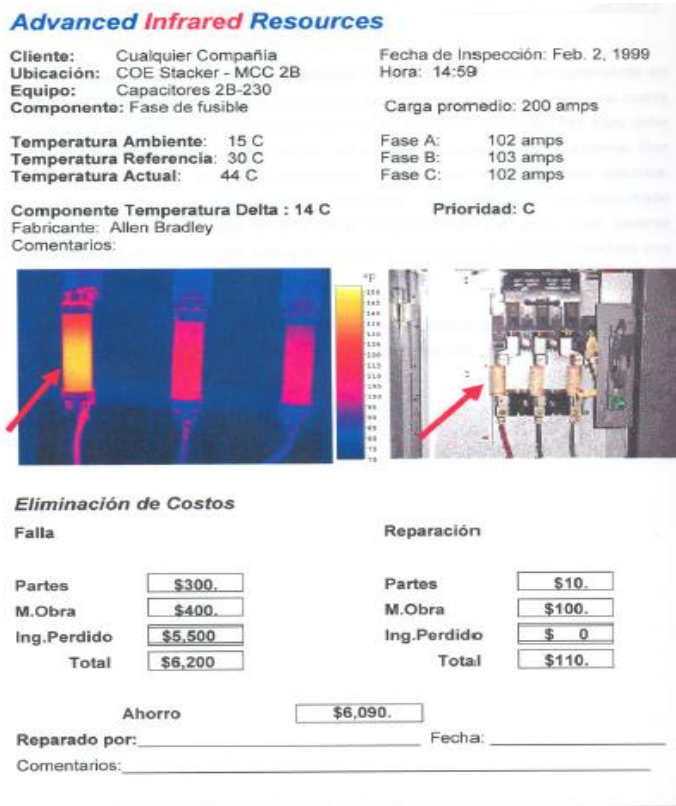 Advanced Infrared Resources
Cliente: Cualquier Compañia
Fecha de Inspección: Feb. 2, 1999
Ubicación: COE Stacker - MCC 2B
Hora: 14:59
Equipo: Capacitores 2B-230
Componente: Fase de fusible
Carga promedio: 200 amps
Temperatura Ambiente: 15 C
Fase A: 102 amps
Temperatura Referencia: 30 C
Fase B: 103 amps
Temperatura Actual: 44 C
Fase C: 102 amps
Componente Temperatura Delta : 14 C
Prioridad: C
Fabricante: Allen Bradley
Comentarios:
°F
Eliminación de Costos
Falla
Reparación
Partes $300.
Partes $10.
M.Obra $400.
M.Obra $100.
Ing.Perdido $5,500
Ing.Perdido $ 0
Total $6,200
Total $110.
Ahorro $6,090.
Reparado por: Fecha:
Comentarios: